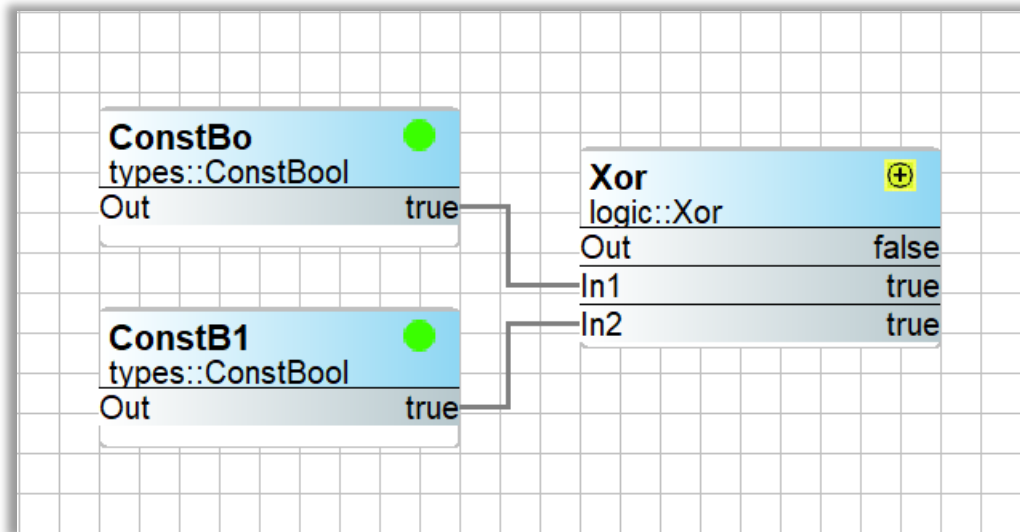 ConstBo
types::ConstBool
Out true
ConstB1
types::ConstBool
Out true
Xor
logic::Xor
Out false
In1 true
In2 true